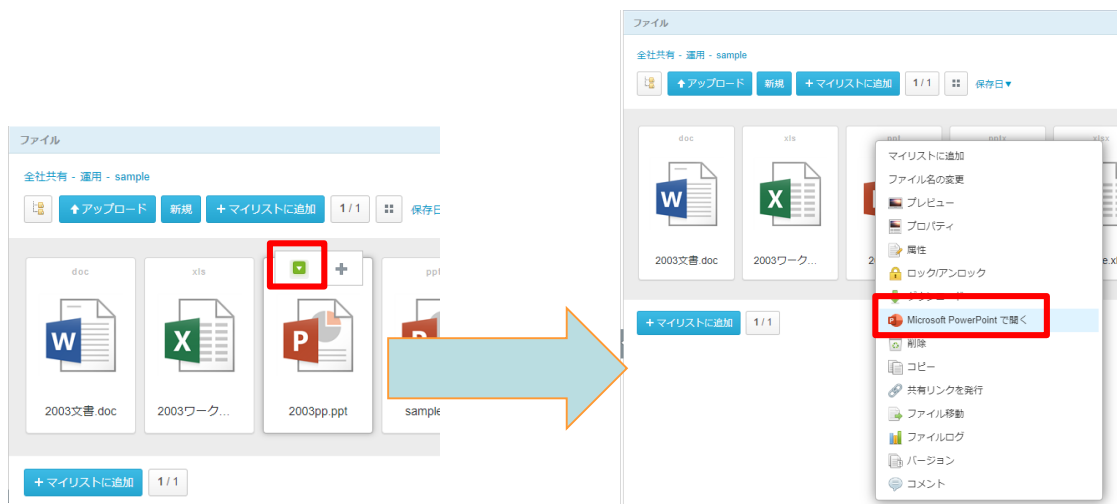 ファイル
全社共有 - 運用 - sample
アップロード 新規 +マイリストに追加 1 / 1 保存日
doc xls ppt
W X P
2003文書.doc 2003ワーク... 2003pp.ppt sample
+マイリストに追加 1 / 1
ファイル
全社共有 - 運用 - sample
アップロード 新規 +マイリストに追加 1 / 1 保存日▼
doc xls ppt pptx xlsx
W X
2003文書.doc 2003ワーク...
+マイリストに追加 1 / 1
マイリストに追加
ファイル名の変更
プレビュー
プロパティ
属性
ロック/アンロック
ダウンロード
Microsoft PowerPoint で開く
削除
コピー
共有リンクを発行
ファイル移動
ファイルログ
バージョン
コメント